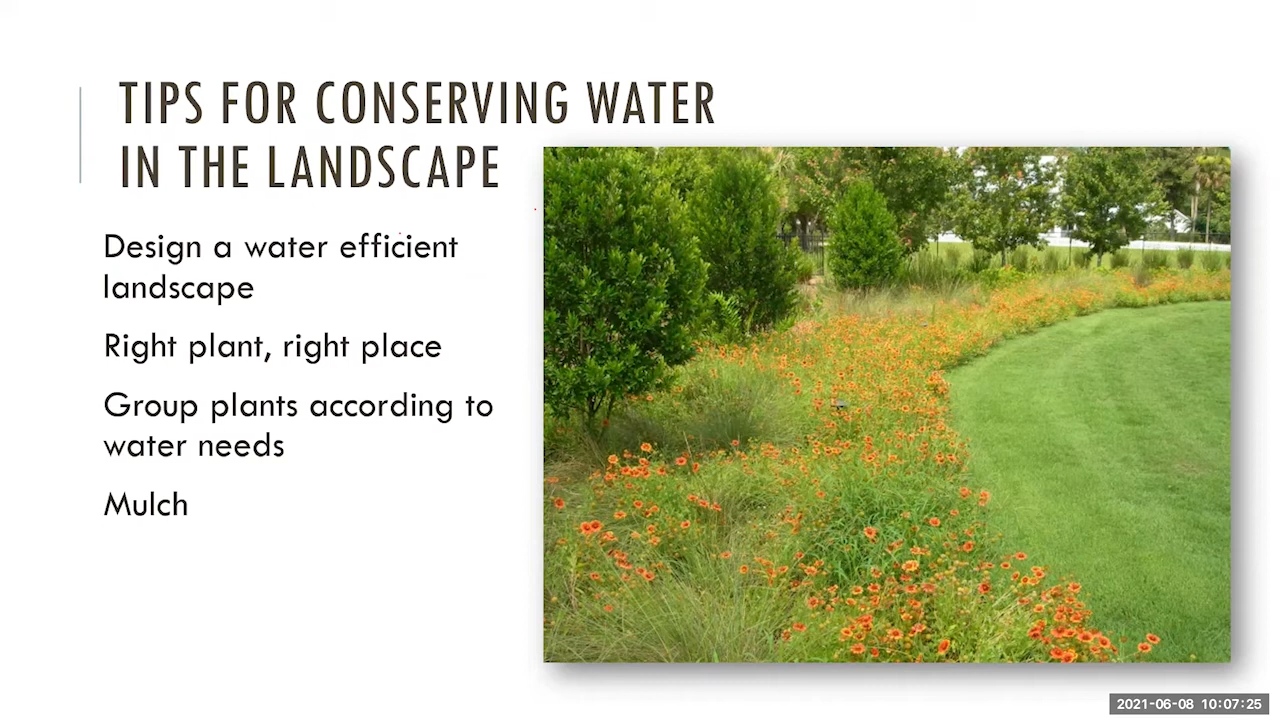 TIPS FOR CONSERVING WATER
IN THE LANDSCAPE
Design a water efficient
landscape
Right plant, right place
Group plants according to
water needs
Mulch
2021-06-08 10:07:25